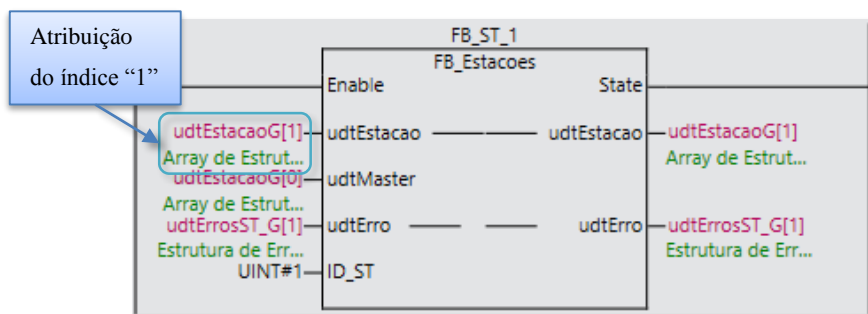 Atribuição
do índice “1”
FB_ST_1
FB_Estacoes
Enable State
udtEstacaoG[1] udtEstacao udtEstacao udtEstacaoG[1]
Array de Estrut... Array de Estrut...
udtEstacaoG[0] udtMaster
Array de Estrut...
udtErrosST_G[1] udtErro udtErro udtErrosST_G[1]
Estrutura de Err... Estrutura de Err...
UINT#1 ID_ST